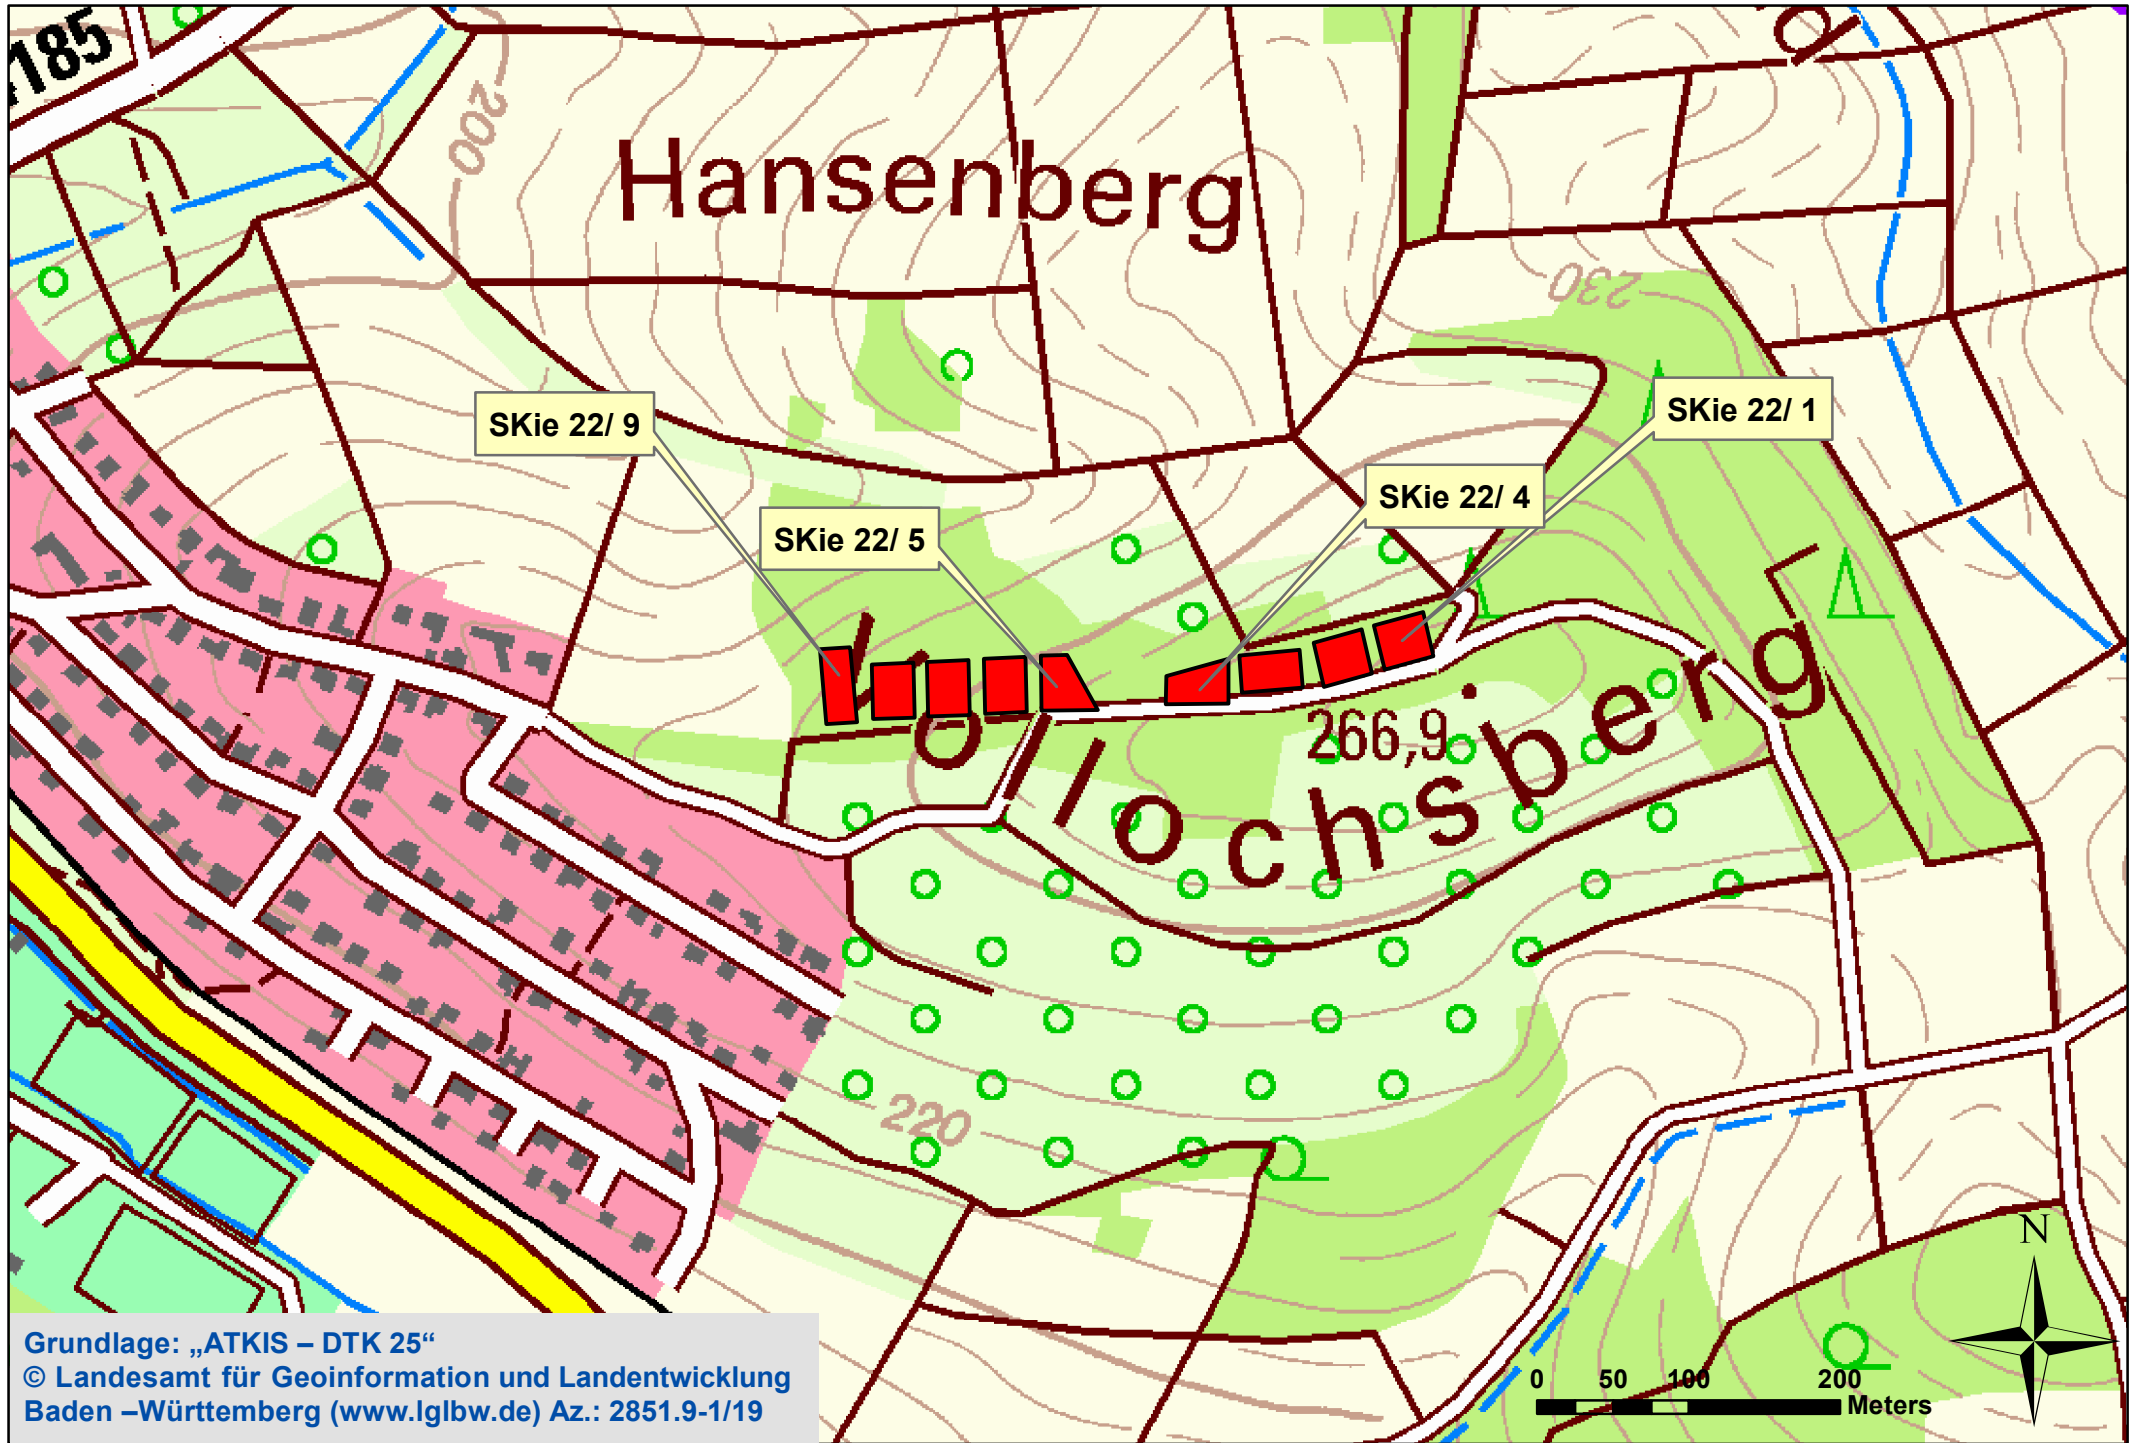 185
d
200
Hansenberg
230
SKie 22/ 9
SKie 22/ 1
SKie 22/ 4
SKie 22/ 5
266,9
Hollochsberg
220
N
Grundlage: „ATKIS – DTK 25“
© Landesamt für Geoinformation und Landentwicklung
Baden –Württemberg (www.lglbw.de) Az.: 2851.9-1/19
0 50 100 200
Meters